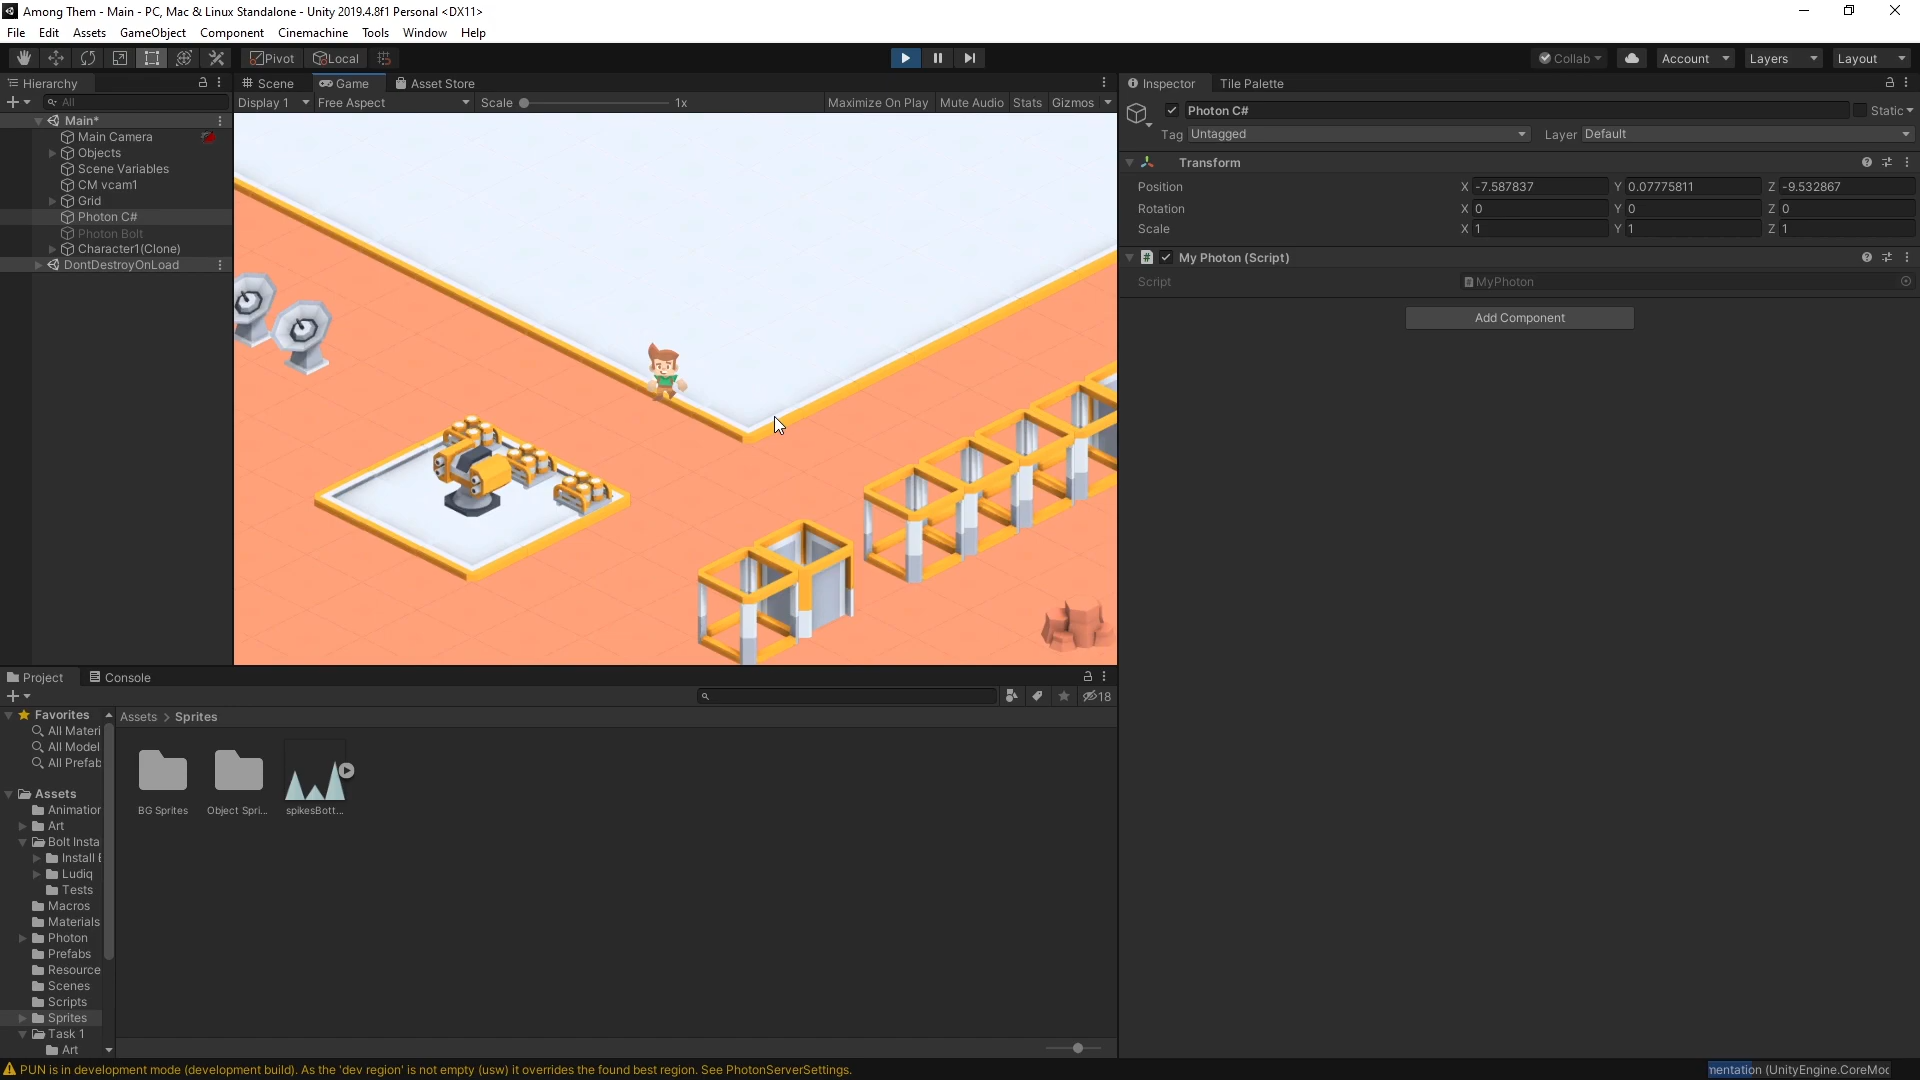 Among Them - Main - PC, Mac & Linux Standalone - Unity 2019.4.8f1 Personal <DX11>
File Edit Assets GameObject Component Cinemachine Tools Window Help
Pivot Local Collab Account Layers Layout
Hierarchy
All
Main*
Main Camera
Objects
Scene Variables
CM vcam1
Grid
Photon C#
Photon Bolt
Character1(Clone)
DontDestroyOnLoad
Scene Game Asset Store
Display 1 Free Aspect Scale 1x Maximize On Play Mute Audio Stats Gizmos
Inspector Tile Palette
Photon C# Static
Tag Untagged Layer Default
Transform
Position X -7.587837 Y 0.07775811 Z -9.532867
Rotation X 0 Y 0 Z 0
Scale X 1 Y 1 Z 1
My Photon (Script)
Script MyPhoton
Add Component
Project Console
18
Favorites
All Materi
All Model
All Prefab
Assets
Animation
Art
Bolt Insta
Install B
Ludiq
Tests
Macros
Materials
Photon
Prefabs
Resource
Scenes
Scripts
Sprites
Task 1
Art
Assets > Sprites
BG Sprites Object Spri... spikesBott...
PUN is in development mode (development build). As the 'dev region' is not empty (usw) it overrides the found best region. See PhotonServerSettings.
mentation (UnityEngine.CoreMoc